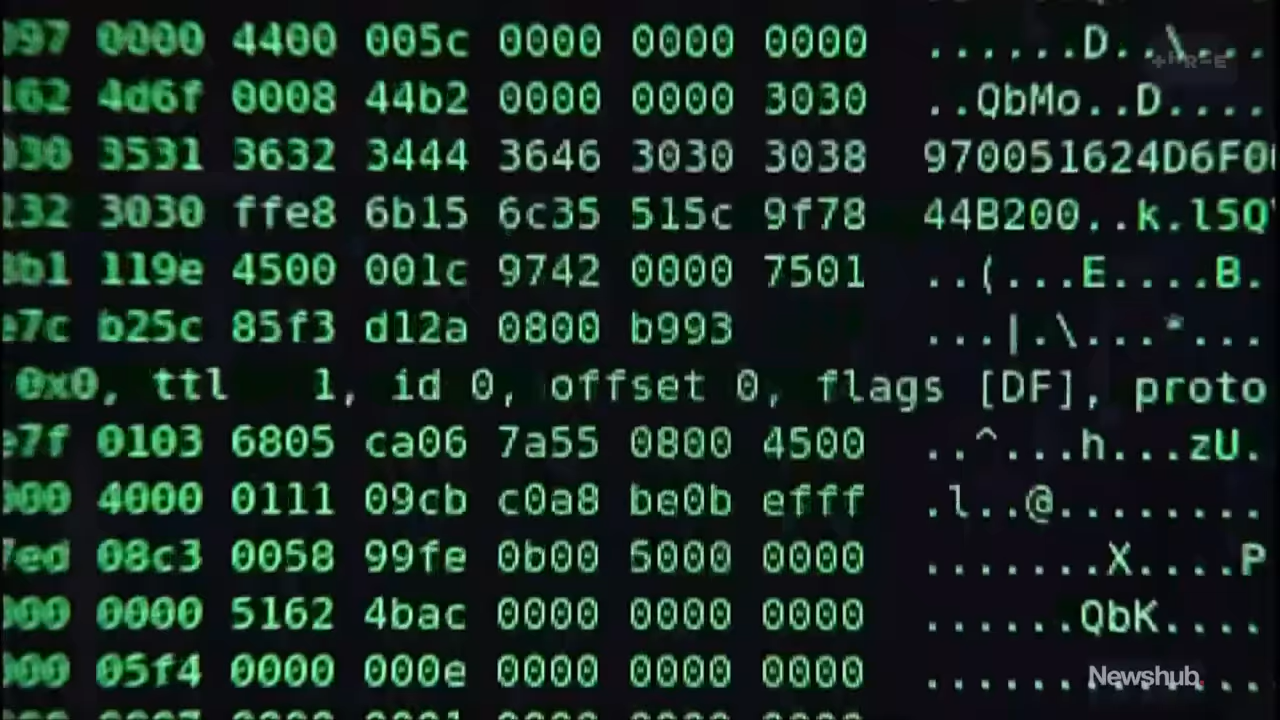 0000 4400 005c 0000 0000 0000 ......D..\...
4d6f 0008 44b2 0000 0000 3030 ..QbMo..D....
3531 3632 3444 3646 3030 3038 970051624D6F0
3030 ffe8 6b15 6c35 515c 9f78 44B200..k.l5Q
119e 4500 001c 9742 0000 7501 ..(...E....B.
b25c 85f3 d12a 0800 b993 ...|.\...*...
0x0, ttl 1, id 0, offset 0, flags [DF], proto
0103 6805 ca06 7a55 0800 4500 ..^...h...zU.
4000 0111 09cb c0a8 be0b efff .l..@........
08c3 0058 99fe 0b00 5000 0000 .......X....P
0000 5162 4bac 0000 0000 0000 ......QbK....
05f4 0000 000e 0000 0000 0000 .............
Newshub.